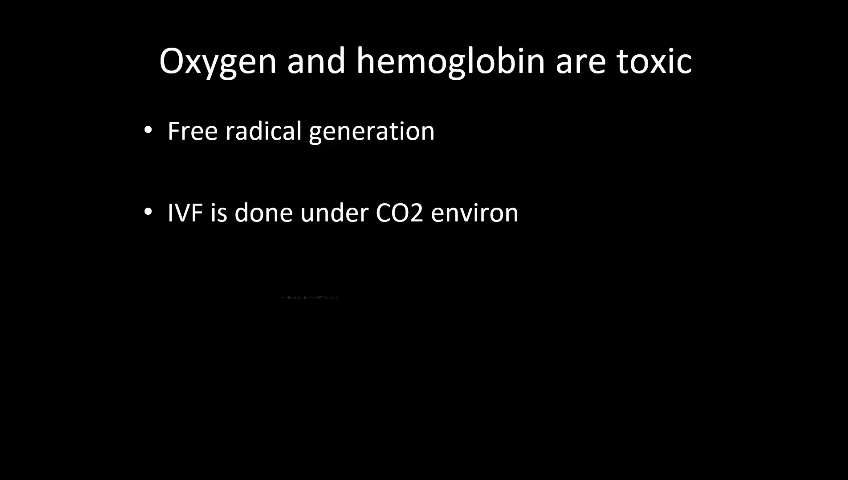 Oxygen and hemoglobin are toxic
• Free radical generation
• IVF is done under CO2 environ